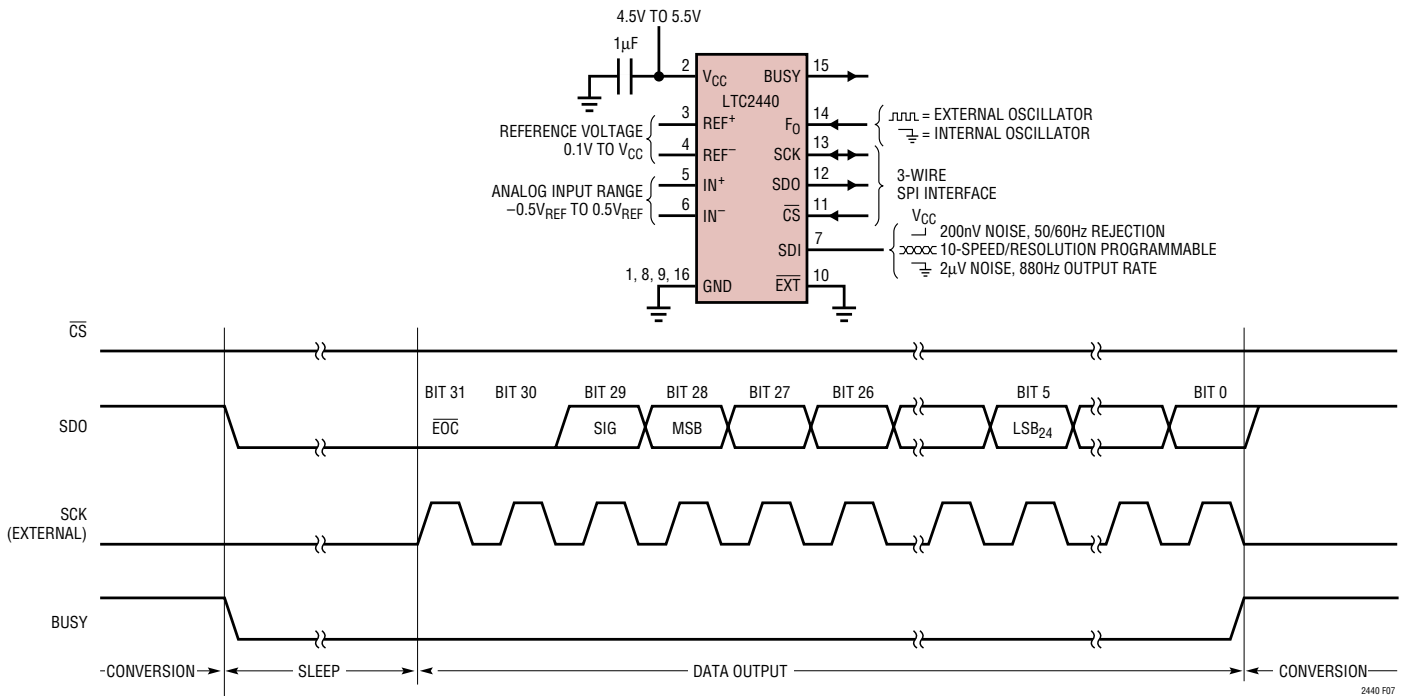 4.5V TO 5.5V
1µF
2
VCC
BUSY
15
LTC2440
3
REF+
REFERENCE VOLTAGE
0.1V TO VCC
4
REF−
14
FO
= EXTERNAL OSCILLATOR
= INTERNAL OSCILLATOR
13
SCK
5
IN+
ANALOG INPUT RANGE
−0.5VREF TO 0.5VREF
6
IN−
12
SDO
3-WIRE
SPI INTERFACE
11
CS
VCC
7
SDI
200nV NOISE, 50/60Hz REJECTION
10-SPEED/RESOLUTION PROGRAMMABLE
2µV NOISE, 880Hz OUTPUT RATE
1, 8, 9, 16
GND
EXT
10
CS
BIT 31 BIT 30 BIT 29 BIT 28 BIT 27 BIT 26 BIT 5 BIT 0
SDO
EOC SIG MSB LSB24
SCK
(EXTERNAL)
BUSY
CONVERSION SLEEP DATA OUTPUT CONVERSION
2440 F07